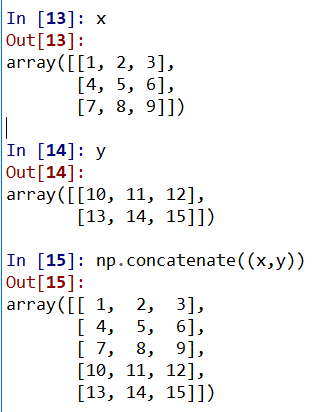 In [13]: x
Out[13]:
array([[1, 2, 3],
       [4, 5, 6],
       [7, 8, 9]])
In [14]: y
Out[14]:
array([[10, 11, 12],
       [13, 14, 15]])
In [15]: np.concatenate((x,y))
Out[15]:
array([[ 1,  2,  3],
       [ 4,  5,  6],
       [ 7,  8,  9],
       [10, 11, 12],
       [13, 14, 15]])